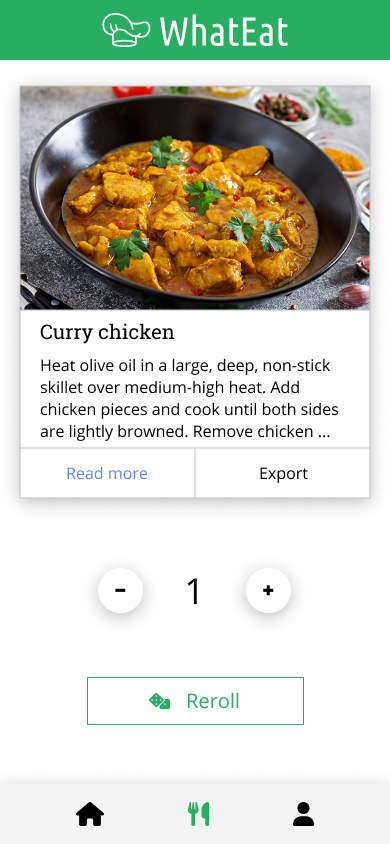 WhatEat
Curry chicken
Heat olive oil in a large, deep, non-stick
skillet over medium-high heat. Add
chicken pieces and cook until both sides
are lightly browned. Remove chicken ...
Read more
Export
- 1 +
Reroll